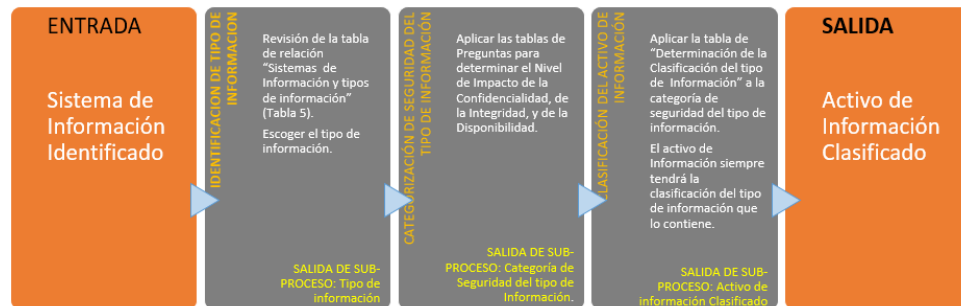 ENTRADA
Sistema de
Información
Identificado
IDENTIFICACION DE TIPO DE
INFORMACION
Revisión de la tabla
de relación
“Sistemas de
Información y tipos
de información”
(Tabla 5).
Escoger el tipo de
información.
SALIDA DE SUB-
PROCESO: Tipo de
información
CATEGORIZACIÓN DE SEGURIDAD DEL
TIPO DE INFORMACIÓN
Aplicar las tablas de
Preguntas para
determinar el Nivel
de Impacto de la
Confidencialidad, de
la Integridad, y de la
Disponibilidad.
SALIDA DE SUB-
PROCESO: Categoría de
Seguridad del tipo de
Información.
CLASIFICACIÓN DEL ACTIVO DE
INFORMACIÓN
Aplicar la tabla de
“Determinación de la
Clasificación del tipo
de Información” a la
categoría de
seguridad del tipo de
información.
El activo de
Información siempre
tendrá la
clasificación del tipo
de información que
lo contiene.
SALIDA DE SUB-
PROCESO: Activo de
información Clasificado
SALIDA
Activo de
Información
Clasificado